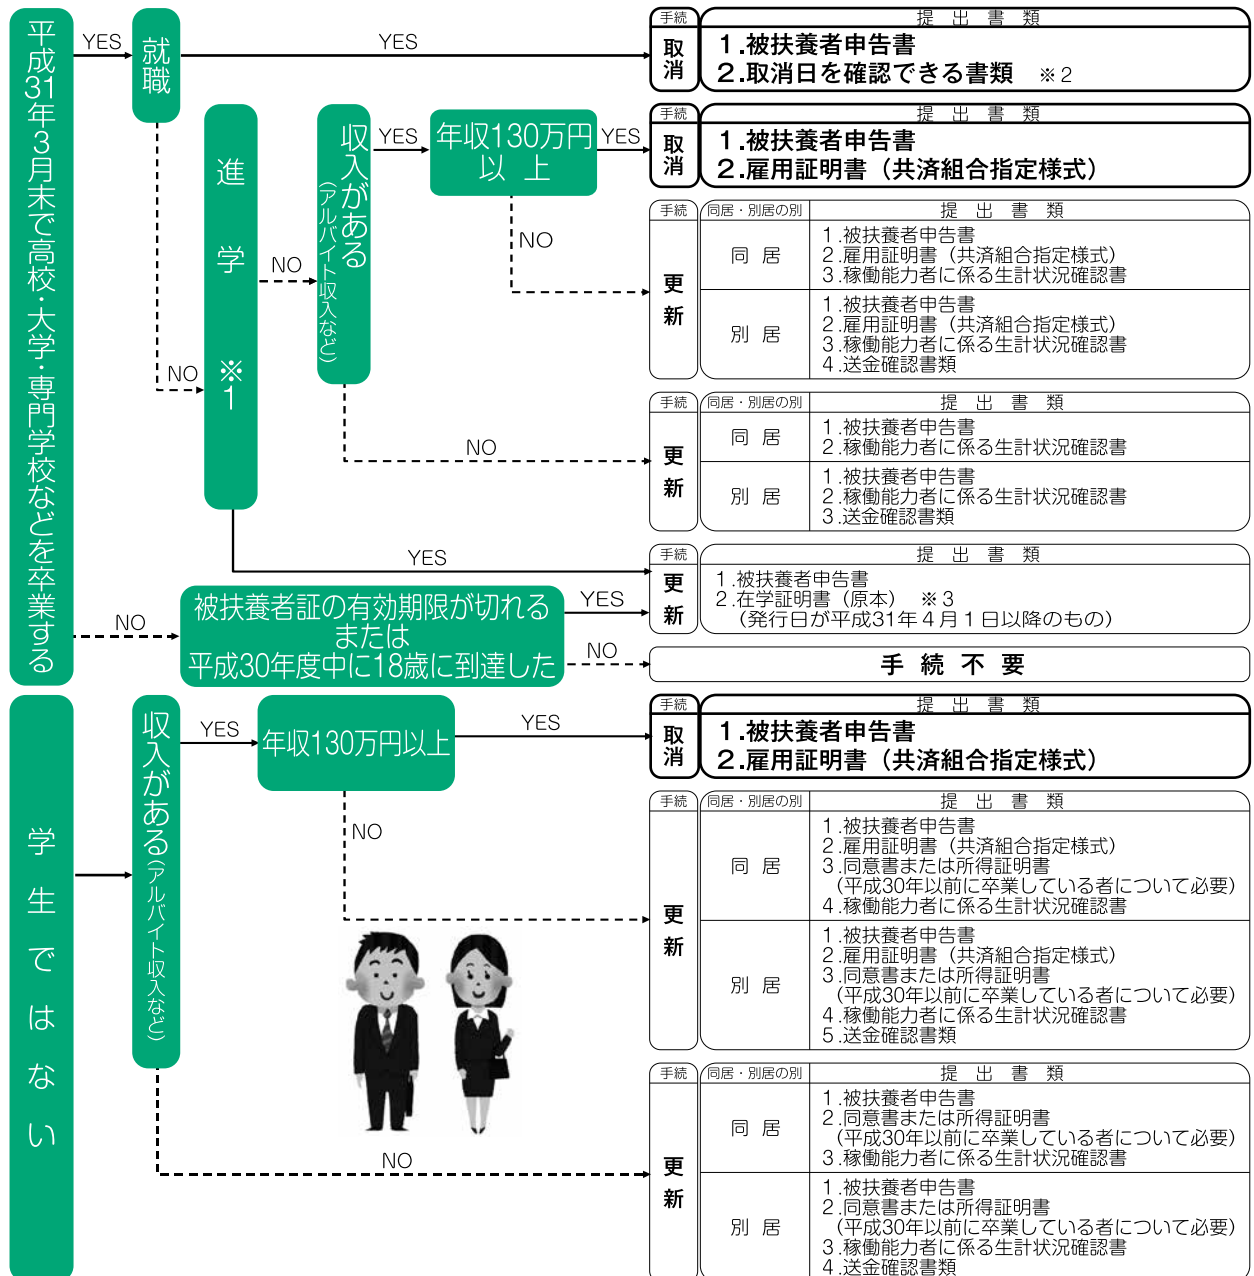 平成31年3月末で高校・大学・専門学校などを卒業する
YES
就職
YES
手続
提出書類
取消
1.被扶養者申告書
2.取消日を確認できる書類 ※2
NO
進学 ※1
NO
収入がある
(アルバイト収入など)
YES
年収130万円
以上
YES
手続
提出書類
取消
1.被扶養者申告書
2.雇用証明書（共済組合指定様式）
NO
手続
同居・別居の別
提出書類
更新
同居
1.被扶養者申告書
2.雇用証明書（共済組合指定様式）
3.稼働能力者に係る生計状況確認書
別居
1.被扶養者申告書
2.雇用証明書（共済組合指定様式）
3.稼働能力者に係る生計状況確認書
4.送金確認書類
NO
手続
同居・別居の別
提出書類
更新
同居
1.被扶養者申告書
2.稼働能力者に係る生計状況確認書
別居
1.被扶養者申告書
2.稼働能力者に係る生計状況確認書
3.送金確認書類
YES
手続
提出書類
更新
1.被扶養者申告書
2.在学証明書（原本） ※3
（発行日が平成31年4月1日以降のもの）
NO
被扶養者証の有効期限が切れる
または
平成30年度中に18歳に到達した
YES
NO
手続不要
学生ではない
収入がある
(アルバイト収入など)
YES
年収130万円以上
YES
手続
提出書類
取消
1.被扶養者申告書
2.雇用証明書（共済組合指定様式）
NO
手続
同居・別居の別
提出書類
更新
同居
1.被扶養者申告書
2.雇用証明書（共済組合指定様式）
3.同意書または所得証明書
（平成30年以前に卒業している者について必要）
4.稼働能力者に係る生計状況確認書
別居
1.被扶養者申告書
2.雇用証明書（共済組合指定様式）
3.同意書または所得証明書
（平成30年以前に卒業している者について必要）
4.稼働能力者に係る生計状況確認書
5.送金確認書類
NO
手続
同居・別居の別
提出書類
更新
同居
1.被扶養者申告書
2.同意書または所得証明書
（平成30年以前に卒業している者について必要）
3.稼働能力者に係る生計状況確認書
別居
1.被扶養者申告書
2.同意書または所得証明書
（平成30年以前に卒業している者について必要）
3.稼働能力者に係る生計状況確認書
4.送金確認書類